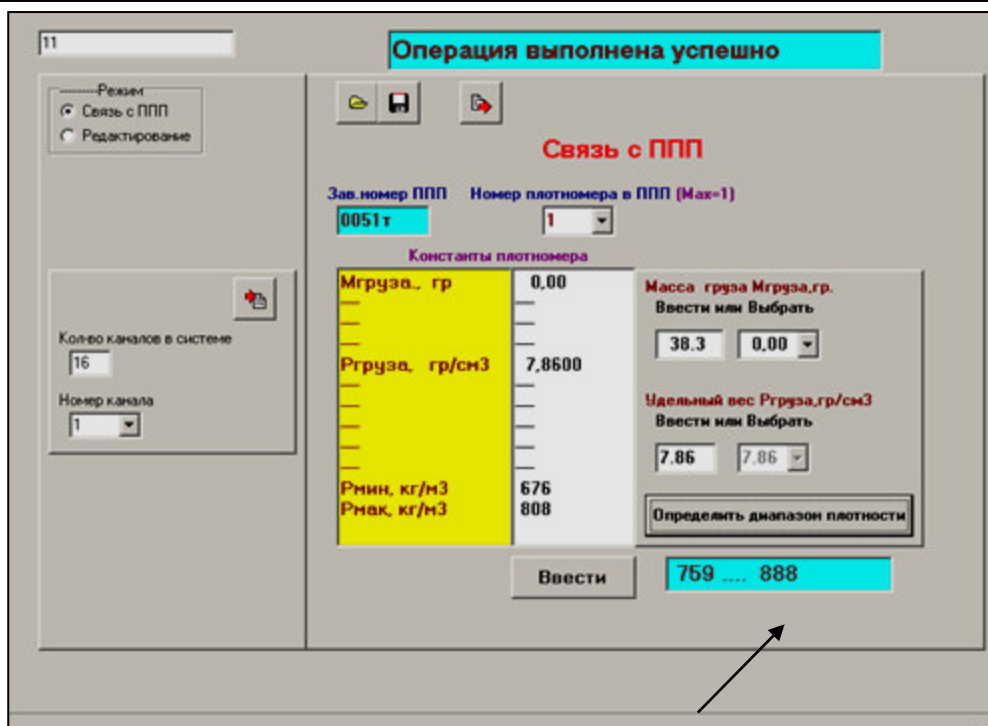 11
Операция выполнена успешно
Режим
Связь с ППП
Редактирование
Связь с ППП
Зав.номер ППП
Номер плотномера в ППП (Max=1)
0051т
1
Константы плотномера
Мгруза., гр 0,00
Ргруза, гр/см3 7,8600
Рмин, кг/м3 676
Рмак, кг/м3 808
Масса груза Мгруза,гр.
Ввести или Выбрать
38.3 0,00
Удельный вес Ргруза,гр/см3
Ввести или Выбрать
7.86 7.86
Определить диапазон плотности
Кол-во каналов в системе
16
Номер канала
1
Ввести
759 .... 888